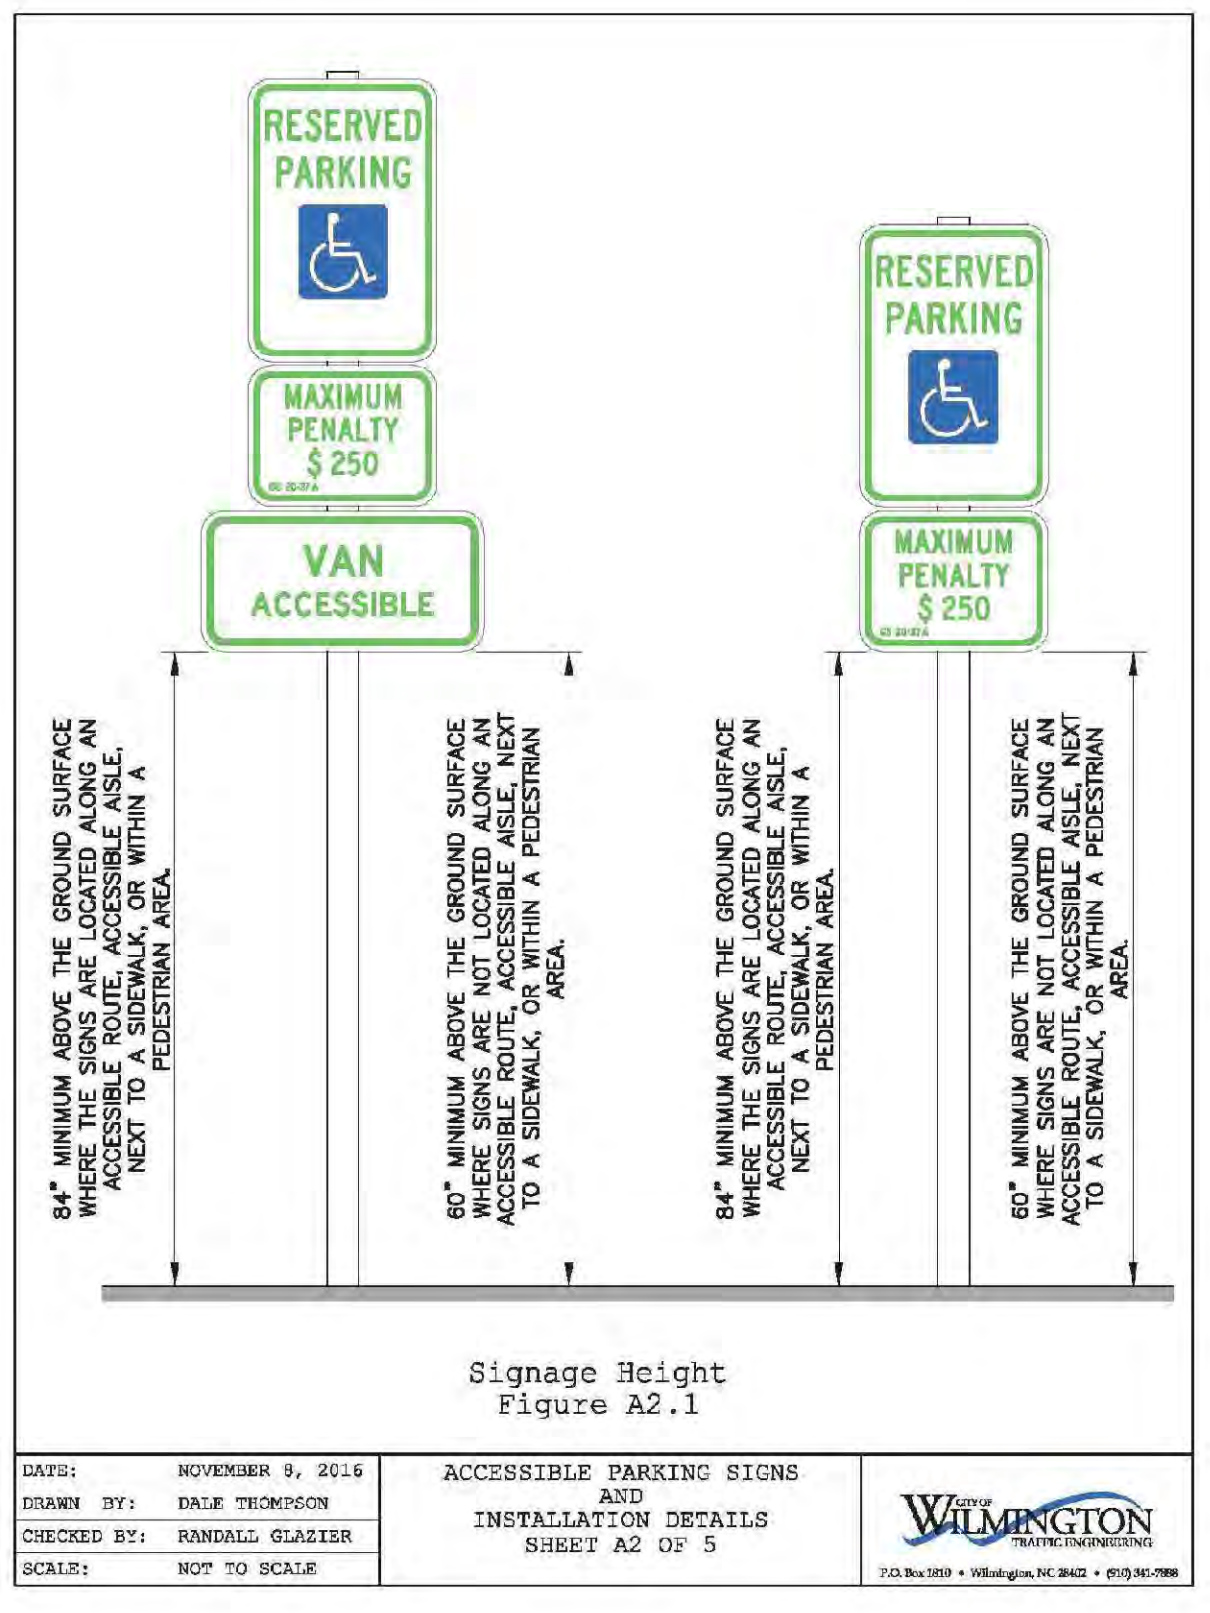 RESERVED
PARKING
MAXIMUM
PENALTY
$ 250
GS 20-37A
VAN
ACCESSIBLE
RESERVED
PARKING
MAXIMUM
PENALTY
$ 250
GS 20-37A
84" MINIMUM ABOVE THE GROUND SURFACE
WHERE THE SIGNS ARE LOCATED ALONG AN
ACCESSIBLE ROUTE, ACCESSIBLE AISLE,
NEXT TO A SIDEWALK, OR WITHIN A
PEDESTRIAN AREA.
60" MINIMUM ABOVE THE GROUND SURFACE
WHERE SIGNS ARE NOT LOCATED ALONG AN
ACCESSIBLE ROUTE, ACCESSIBLE AISLE, NEXT
TO A SIDEWALK, OR WITHIN A PEDESTRIAN
AREA.
84" MINIMUM ABOVE THE GROUND SURFACE
WHERE THE SIGNS ARE LOCATED ALONG AN
ACCESSIBLE ROUTE, ACCESSIBLE AISLE,
NEXT TO A SIDEWALK, OR WITHIN A
PEDESTRIAN AREA.
60" MINIMUM ABOVE THE GROUND SURFACE
WHERE SIGNS ARE NOT LOCATED ALONG AN
ACCESSIBLE ROUTE, ACCESSIBLE AISLE, NEXT
TO A SIDEWALK, OR WITHIN A PEDESTRIAN
AREA.
Signage Height
Figure A2.1
DATE: NOVEMBER 8, 2016
DRAWN BY: DALE THOMPSON
CHECKED BY: RANDALL GLAZIER
SCALE: NOT TO SCALE
ACCESSIBLE PARKING SIGNS
AND
INSTALLATION DETAILS
SHEET A2 OF 5
CITY OF
WILMINGTON
TRAFFIC ENGINEERING
P.O. Box 1810 • Wilmington, NC 28402 • (910) 341-7888